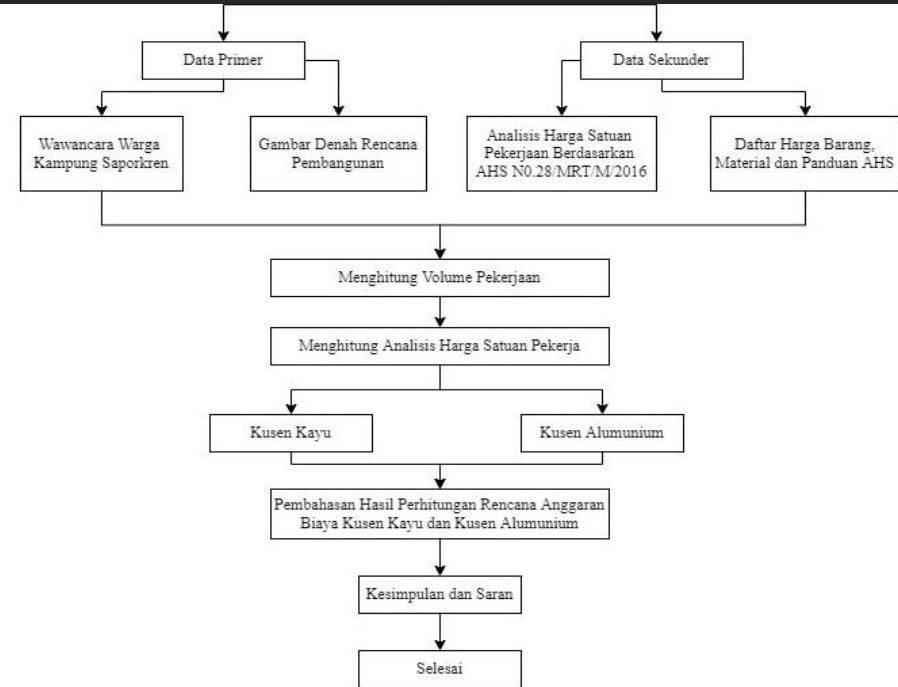 Data Primer
Data Sekunder
Wawancara Warga
Kampung Saporkren
Gambar Denah Rencana
Pembangunan
Analisis Harga Satuan
Pekerjaan Berdasarkan
AHS N0.28/MRT/M/2016
Daftar Harga Barang,
Material dan Panduan AHS
Menghitung Volume Pekerjaan
Menghitung Analisis Harga Satuan Pekerja
Kusen Kayu
Kusen Alumunium
Pembahasan Hasil Perhitungan Rencana Anggaran
Biaya Kusen Kayu dan Kusen Alumunium
Kesimpulan dan Saran
Selesai